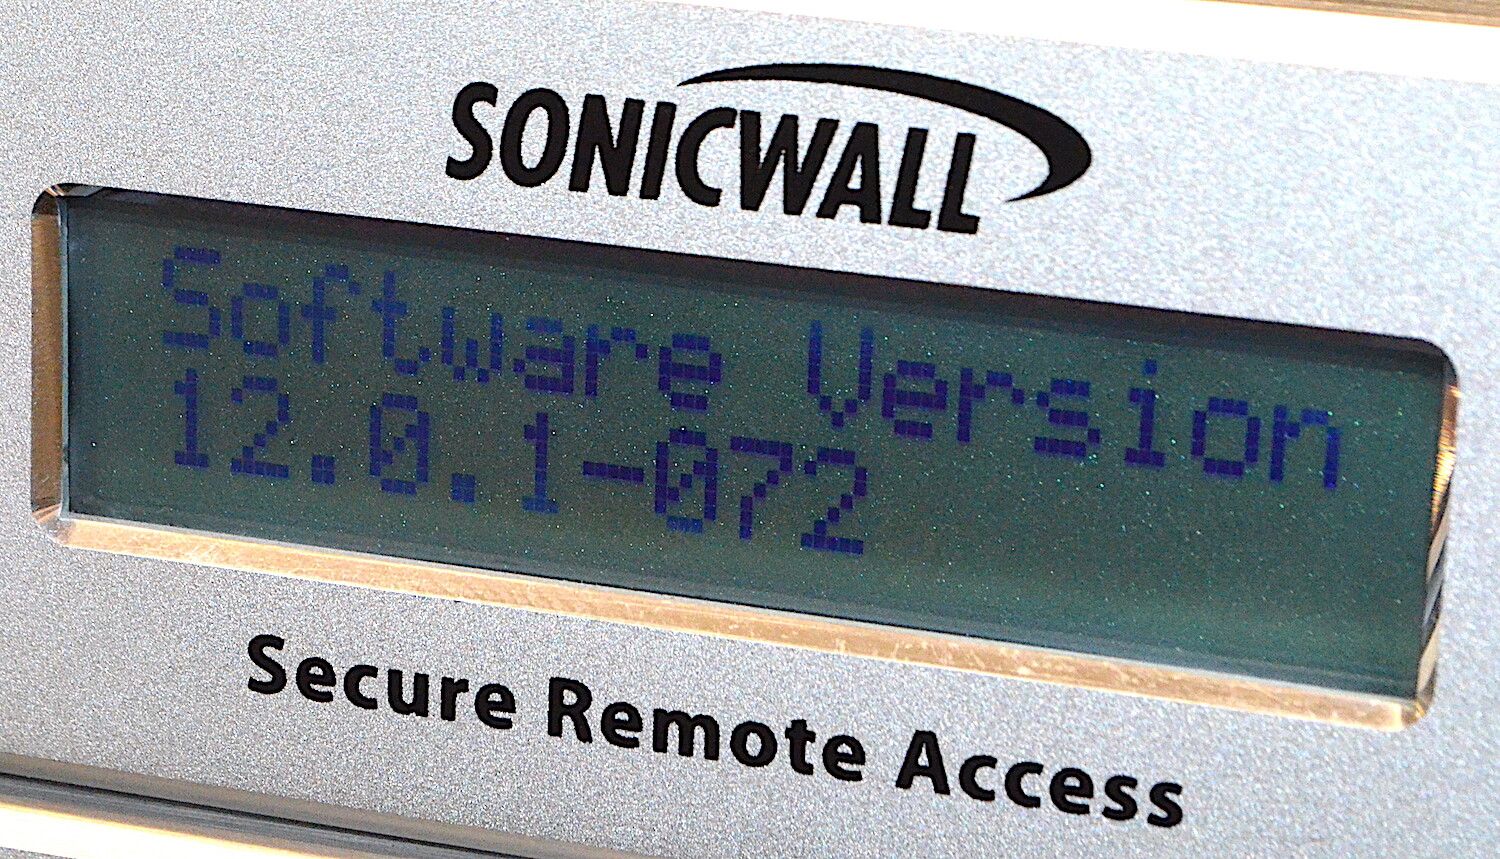 SONICWALL
Software Version
12.0.1-072
Secure Remote Access